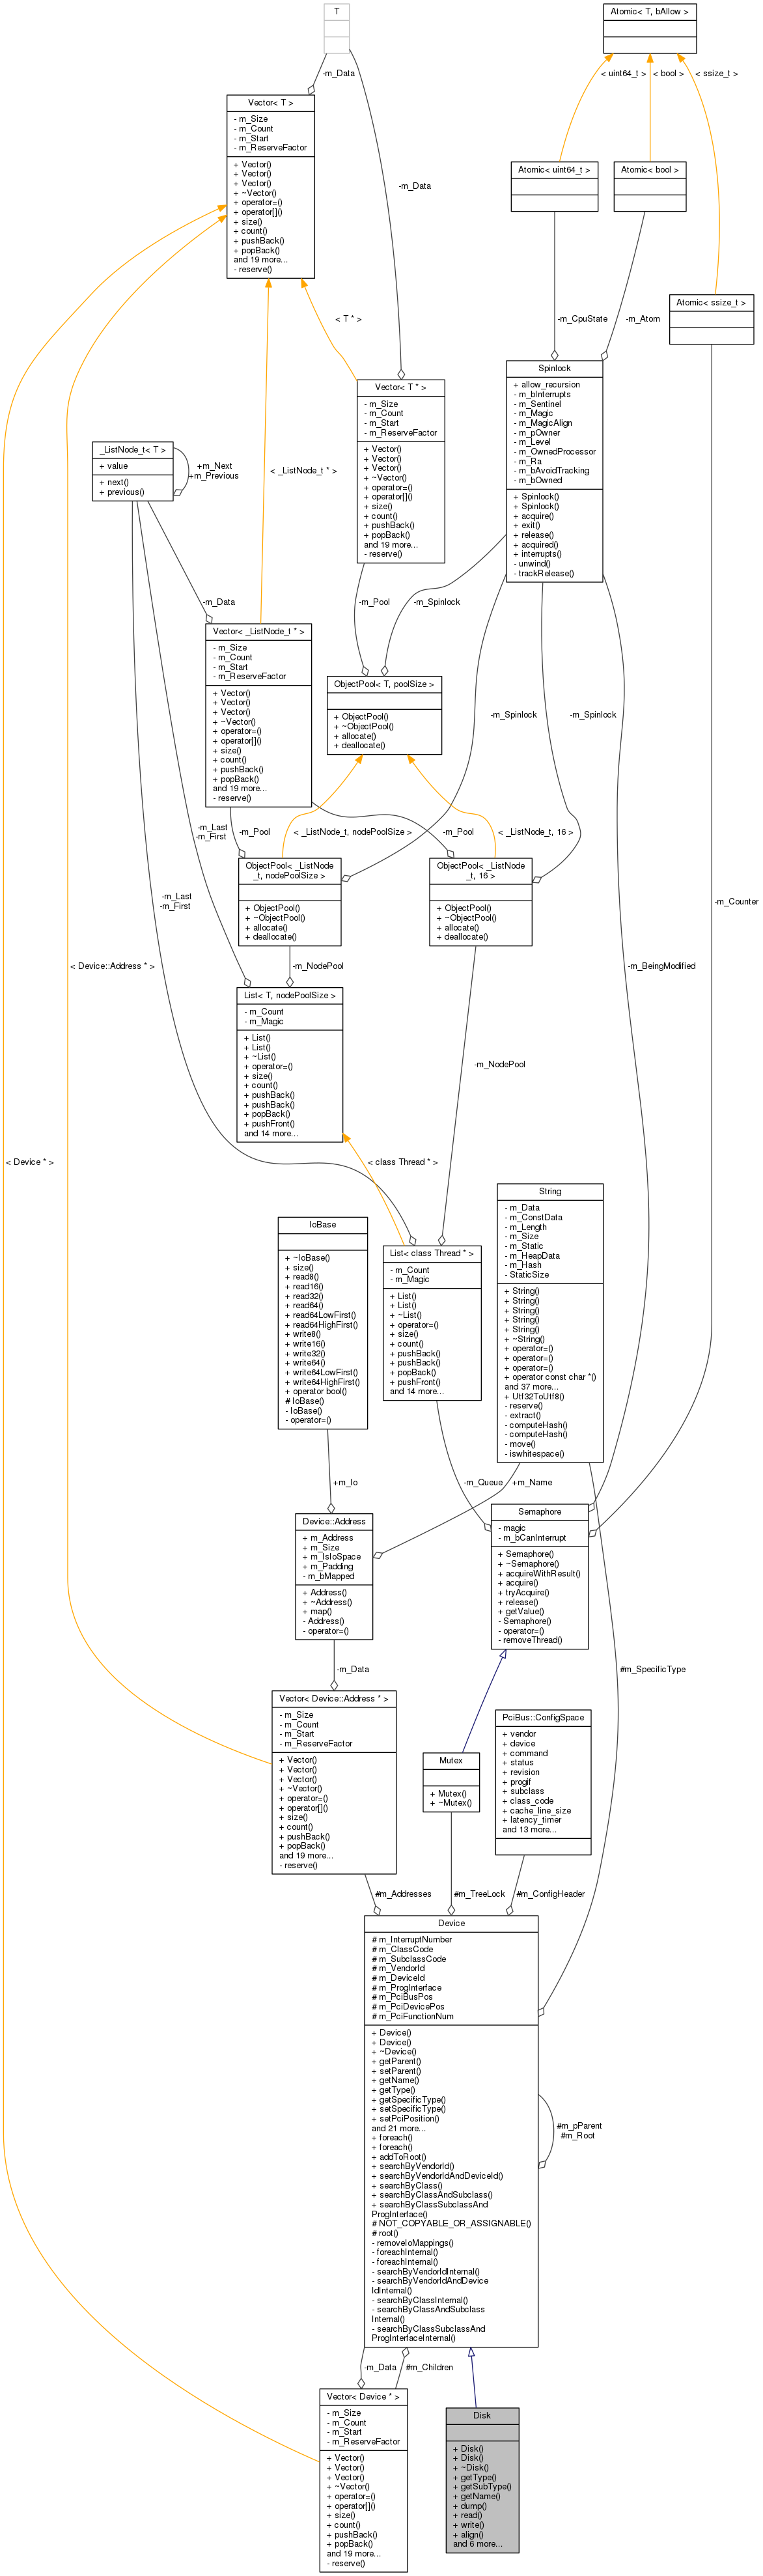 T
Atomic< T, bAllow >
-m_Data
< uint64_t >
< bool >
< ssize_t >
Vector< T >
- m_Size
- m_Count
- m_Start
- m_ReserveFactor
+ Vector()
+ Vector()
+ Vector()
+ ~Vector()
+ operator=()
+ operator[]()
+ size()
+ count()
+ pushBack()
+ popBack()
and 19 more...
- reserve()
-m_Data
Atomic< uint64_t >
Atomic< bool >
Atomic< ssize_t >
< T * >
-m_CpuState
-m_Atom
Vector< T * >
- m_Size
- m_Count
- m_Start
- m_ReserveFactor
+ Vector()
+ Vector()
+ Vector()
+ ~Vector()
+ operator=()
+ operator[]()
+ size()
+ count()
+ pushBack()
+ popBack()
and 19 more...
- reserve()
Spinlock
+ allow_recursion
- m_bInterrupts
- m_Sentinel
- m_Magic
- m_MagicAlign
- m_pOwner
- m_Level
- m_OwnedProcessor
- m_Ra
- m_bAvoidTracking
- m_bOwned
+ Spinlock()
+ Spinlock()
+ acquire()
+ exit()
+ release()
+ acquired()
+ interrupts()
- unwind()
- trackRelease()
_ListNode_t< T >
+ value
+ next()
+ previous()
+m_Next
+m_Previous
< _ListNode_t * >
-m_Data
-m_Pool
-m_Spinlock
Vector< _ListNode_t * >
- m_Size
- m_Count
- m_Start
- m_ReserveFactor
+ Vector()
+ Vector()
+ Vector()
+ ~Vector()
+ operator=()
+ operator[]()
+ size()
+ count()
+ pushBack()
+ popBack()
and 19 more...
- reserve()
ObjectPool< T, poolSize >
+ ObjectPool()
+ ~ObjectPool()
+ allocate()
+ deallocate()
-m_Spinlock
-m_Spinlock
-m_Last
-m_First
-m_Pool
< _ListNode_t, nodePoolSize >
-m_Pool
< _ListNode_t, 16 >
ObjectPool< _ListNode
_t, nodePoolSize >
+ ObjectPool()
+ ~ObjectPool()
+ allocate()
+ deallocate()
ObjectPool< _ListNode
_t, 16 >
+ ObjectPool()
+ ~ObjectPool()
+ allocate()
+ deallocate()
-m_Last
-m_First
-m_Counter
< Device::Address * >
-m_NodePool
-m_BeingModified
List< T, nodePoolSize >
- m_Count
- m_Magic
+ List()
+ List()
+ ~List()
+ operator=()
+ size()
+ count()
+ pushBack()
+ pushBack()
+ popBack()
+ pushFront()
and 14 more...
-m_NodePool
< Device * >
< class Thread * >
IoBase
+ ~IoBase()
+ size()
+ read8()
+ read16()
+ read32()
+ read64()
+ read64LowFirst()
+ read64HighFirst()
+ write8()
+ write16()
+ write32()
+ write64()
+ write64LowFirst()
+ write64HighFirst()
+ operator bool()
# IoBase()
- IoBase()
- operator=()
List< class Thread * >
- m_Count
- m_Magic
+ List()
+ List()
+ ~List()
+ operator=()
+ size()
+ count()
+ pushBack()
+ pushBack()
+ popBack()
+ pushFront()
and 14 more...
String
- m_Data
- m_ConstData
- m_Length
- m_Size
- m_Static
- m_HeapData
- m_Hash
- StaticSize
+ String()
+ String()
+ String()
+ String()
+ String()
+ ~String()
+ operator=()
+ operator=()
+ operator=()
+ operator const char *()
and 37 more...
+ Utf32ToUtf8()
- reserve()
- extract()
- computeHash()
- computeHash()
- move()
- iswhitespace()
+m_Io
-m_Queue
+m_Name
Device::Address
+ m_Address
+ m_Size
+ m_IsIoSpace
+ m_Padding
- m_bMapped
+ Address()
+ ~Address()
+ map()
- Address()
- operator=()
Semaphore
- magic
- m_bCanInterrupt
+ Semaphore()
+ ~Semaphore()
+ acquireWithResult()
+ acquire()
+ tryAcquire()
+ release()
+ getValue()
- Semaphore()
- operator=()
- removeThread()
-m_Data
#m_SpecificType
Vector< Device::Address * >
- m_Size
- m_Count
- m_Start
- m_ReserveFactor
+ Vector()
+ Vector()
+ Vector()
+ ~Vector()
+ operator=()
+ operator[]()
+ size()
+ count()
+ pushBack()
+ popBack()
and 19 more...
- reserve()
Mutex
+ Mutex()
+ ~Mutex()
PciBus::ConfigSpace
+ vendor
+ device
+ command
+ status
+ revision
+ progif
+ subclass
+ class_code
+ cache_line_size
+ latency_timer
and 13 more...
#m_Addresses
#m_TreeLock
#m_ConfigHeader
Device
# m_InterruptNumber
# m_ClassCode
# m_SubclassCode
# m_VendorId
# m_DeviceId
# m_ProgInterface
# m_PciBusPos
# m_PciDevicePos
# m_PciFunctionNum
+ Device()
+ Device()
+ ~Device()
+ getParent()
+ setParent()
+ getName()
+ getType()
+ getSpecificType()
+ setSpecificType()
+ setPciPosition()
and 21 more...
+ foreach()
+ foreach()
+ addToRoot()
+ searchByVendorId()
+ searchByVendorIdAndDeviceId()
+ searchByClass()
+ searchByClassAndSubclass()
+ searchByClassSubclassAnd
ProgInterface()
# NOT_COPYABLE_OR_ASSIGNABLE()
# root()
- removeIoMappings()
- foreachInternal()
- foreachInternal()
- searchByVendorIdInternal()
- searchByVendorIdAndDevice
IdInternal()
- searchByClassInternal()
- searchByClassAndSubclass
Internal()
- searchByClassSubclassAnd
ProgInterfaceInternal()
#m_pParent
#m_Root
-m_Data
#m_Children
Vector< Device * >
- m_Size
- m_Count
- m_Start
- m_ReserveFactor
+ Vector()
+ Vector()
+ Vector()
+ ~Vector()
+ operator=()
+ operator[]()
+ size()
+ count()
+ pushBack()
+ popBack()
and 19 more...
- reserve()
Disk
+ Disk()
+ Disk()
+ ~Disk()
+ getType()
+ getSubType()
+ getName()
+ dump()
+ read()
+ write()
+ align()
and 6 more...